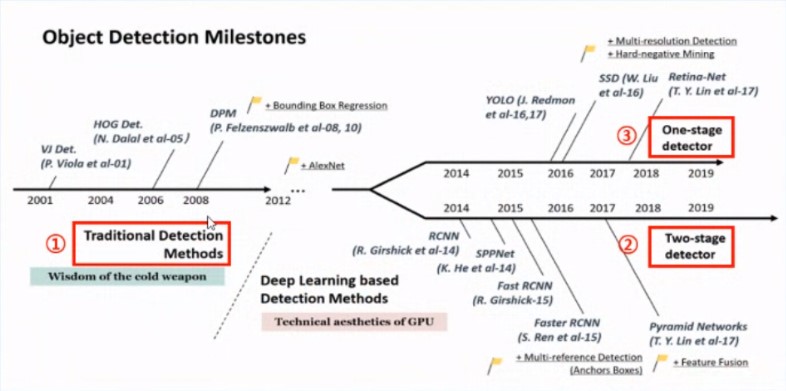 Object Detection Milestones
+ Multi-resolution Detection
+ Hard-negative Mining
SSD (W. Liu
et al-16)
Retina-Net
(T. Y. Lin et al-17)
YOLO (J. Redmon
et al-16,17)
+ Bounding Box Regression
DPM
(P. Felzenszwalb et al-08, 10)
HOG Det.
(N. Dalal et al-05)
VJ Det.
(P. Viola et al-01)
+ AlexNet
③ One-stage
detector
2014 2015 2016 2017 2018 2019
2001 2004 2006 2008 2012 ...
2014 2015 2016 2017 2018 2019
① Traditional Detection
Methods
Wisdom of the cold weapon
② Two-stage
detector
RCNN
(R. Girshick et al-14)
SPPNet
(K. He et al-14)
Deep Learning based
Detection Methods
Technical aesthetics of GPU
Fast RCNN
(R. Girshick-15)
Faster RCNN
(S. Ren et al-15)
Pyramid Networks
(T. Y. Lin et al-17)
+ Multi-reference Detection
(Anchors Boxes)
+ Feature Fusion